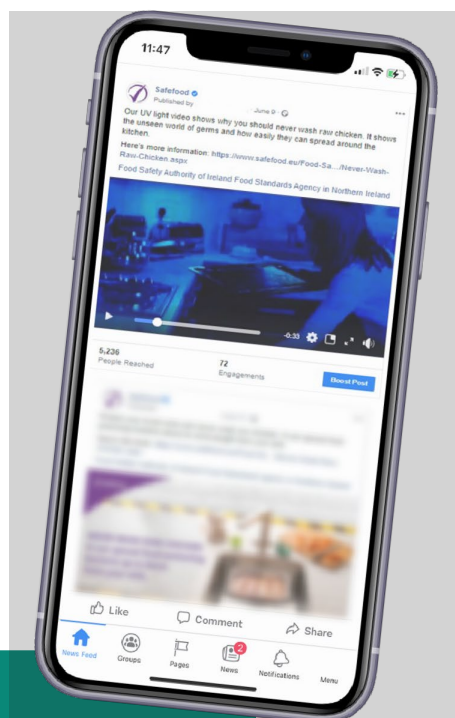 11:47
Safefood
Published by
June 9 ·
Our UV light video shows why you should never wash raw chicken. It shows
the unseen world of germs and how easily they can spread around the
kitchen.
Here's more information: https://www.safefood.eu/Food-Sa.../Never-Wash-
Raw-Chicken.aspx
Food Safety Authority of Ireland Food Standards Agency in Northern Ireland
-0:33
5,236
People Reached
72
Engagements
Boost Post
Like
Comment
Share
News Feed
Groups
Pages
2
News
Notifications
Menu